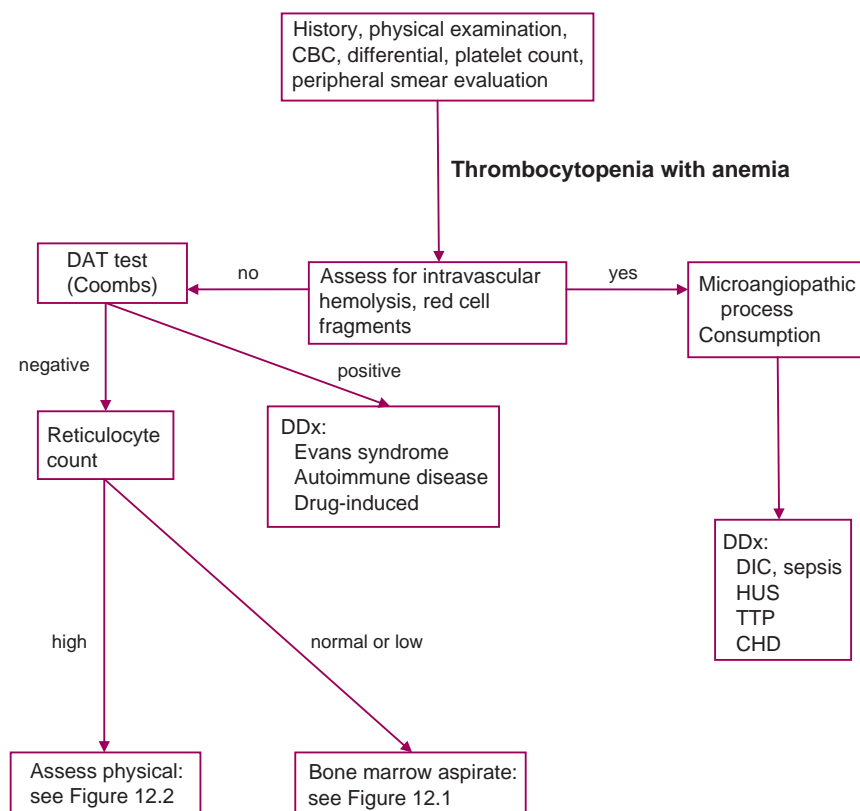 History, physical examination,
CBC, differential, platelet count,
peripheral smear evaluation
Thrombocytopenia with anemia
DAT test
(Coombs)
no
Assess for intravascular
hemolysis, red cell
fragments
yes
Microangiopathic
process
Consumption
negative
positive
Reticulocyte
count
DDx:
Evans syndrome
Autoimmune disease
Drug-induced
DDx:
DIC, sepsis
HUS
TTP
CHD
high
normal or low
Assess physical:
see Figure 12.2
Bone marrow aspirate:
see Figure 12.1